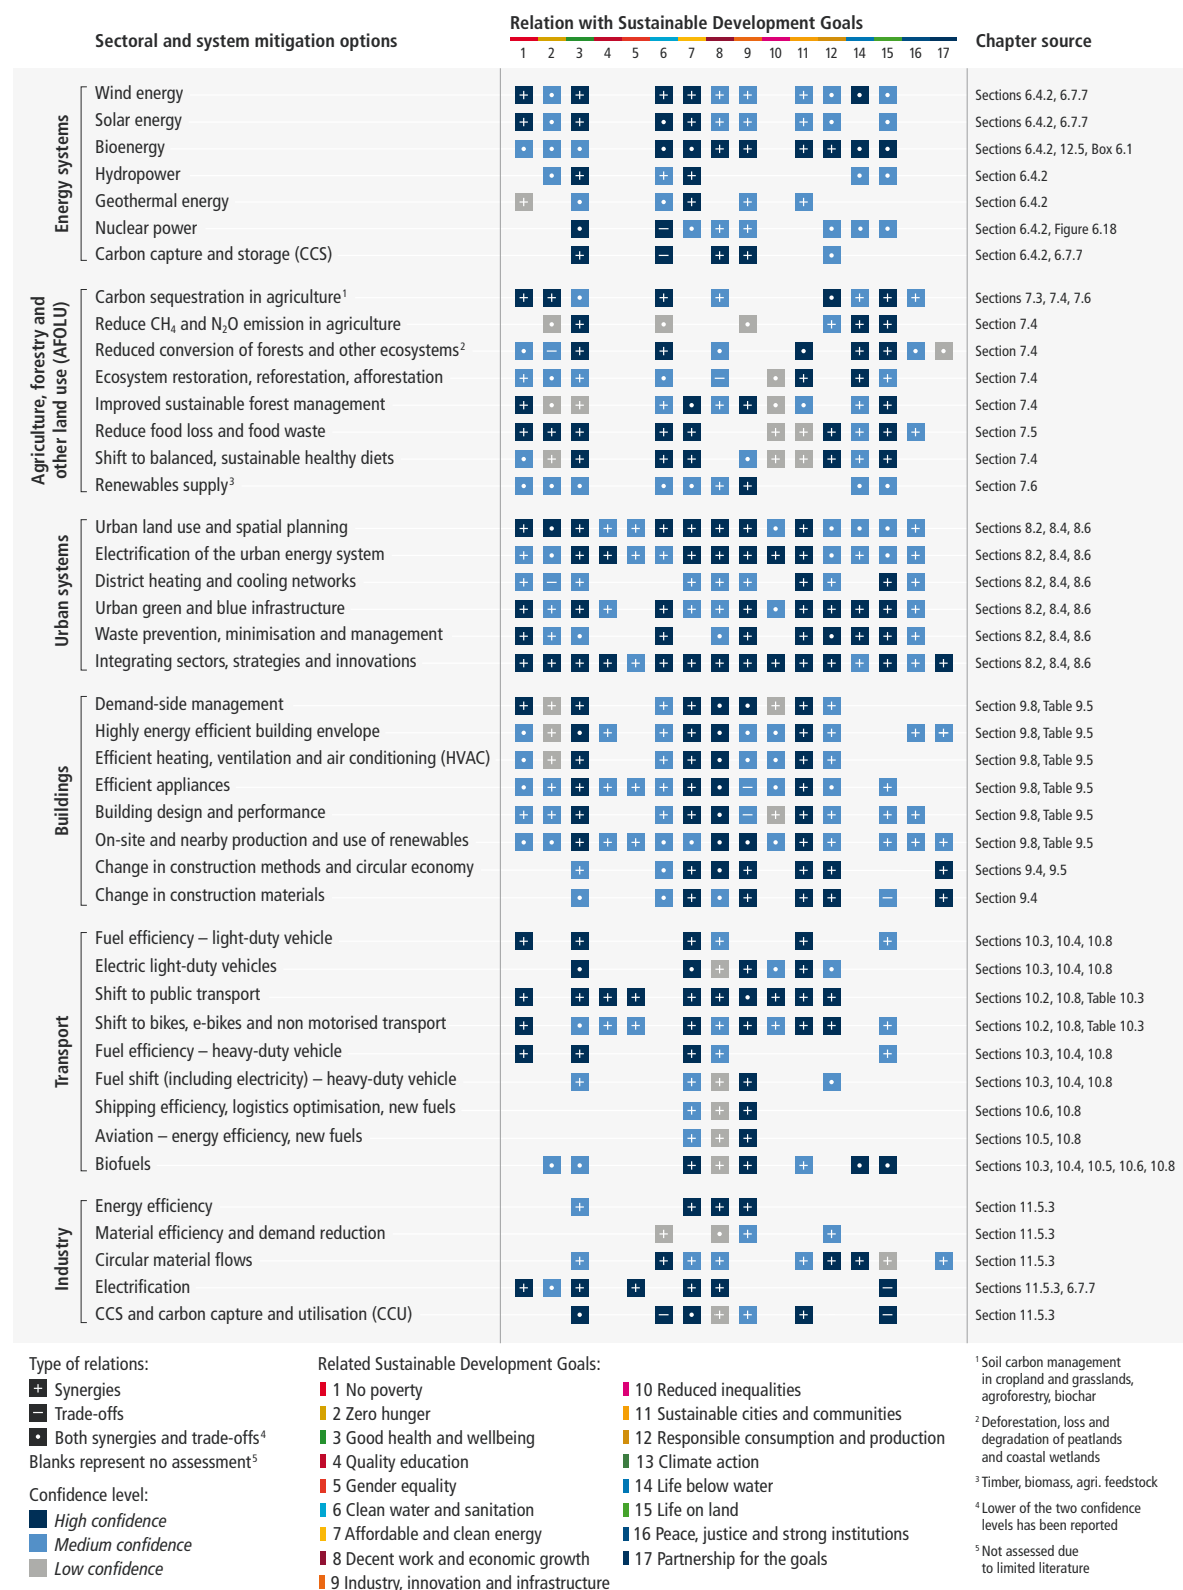 Relation with Sustainable Development Goals
Sectoral and system mitigation options
Chapter source
1 2 3 4 5 6 7 8 9 10 11 12 14 15 16 17
Energy systems
Wind energy + • + + + + + + • • • Sections 6.4.2, 6.7.7
Solar energy + • + • + + + + • • Sections 6.4.2, 6.7.7
Bioenergy • • • • • + + + + • • Sections 6.4.2, 12.5, Box 6.1
Hydropower • + + + • • Section 6.4.2
Geothermal energy + • • + + + Section 6.4.2
Nuclear power • – • + + • • • Section 6.4.2, Figure 6.18
Carbon capture and storage (CCS) + – + + • Section 6.4.2, 6.7.7
Agriculture, forestry and
other land use (AFOLU)
Carbon sequestration in agriculture¹ + + • + + • + + + Sections 7.3, 7.4, 7.6
Reduce CH₄ and N₂O emission in agriculture • + • • + + + Section 7.4
Reduced conversion of forests and other ecosystems² • – + + • • + + • • Section 7.4
Ecosystem restoration, reforestation, afforestation + • + • – • + + + Section 7.4
Improved sustainable forest management + • + + • + + • • + + Section 7.4
Reduce food loss and food waste + + + + + + + + + + + Section 7.5
Shift to balanced, sustainable healthy diets • + + + + • + + + + + Section 7.4
Renewables supply³ • • • • • + + • • Section 7.6
Urban systems
Urban land use and spatial planning + • + + + + + + + • + • • • + Sections 8.2, 8.4, 8.6
Electrification of the urban energy system + • + + + + + + + + + • + • + Sections 8.2, 8.4, 8.6
District heating and cooling networks + – + + + + + + + + Sections 8.2, 8.4, 8.6
Urban green and blue infrastructure + + + + + + + + • + + + + + Sections 8.2, 8.4, 8.6
Waste prevention, minimisation and management + + • + • + + • + + + Sections 8.2, 8.4, 8.6
Integrating sectors, strategies and innovations + + + + • + + + + + + + + + + + Sections 8.2, 8.4, 8.6
Buildings
Demand-side management + + + + + • • + + + Section 9.8, Table 9.5
Highly energy efficient building envelope • + • + + + • • • + + + + Section 9.8, Table 9.5
Efficient heating, ventilation and air conditioning (HVAC) • + + + + • • • + + Section 9.8, Table 9.5
Efficient appliances • + + + + + + • – • + • + Section 9.8, Table 9.5
Building design and performance + + + + + • – + + + + + Section 9.8, Table 9.5
On-site and nearby production and use of renewables • • + + + • • • • • + + + + + Section 9.8, Table 9.5
Change in construction methods and circular economy + • + • + + + + Sections 9.4, 9.5
Change in construction materials • • + • + + + – + Section 9.4
Transport
Fuel efficiency – light-duty vehicle + + + + + + Sections 10.3, 10.4, 10.8
Electric light-duty vehicles • • + + • + • Sections 10.3, 10.4, 10.8
Shift to public transport + + + + + + • + + + Sections 10.2, 10.8, Table 10.3
Shift to bikes, e-bikes and non motorised transport + • + + + + + + + + + Sections 10.2, 10.8, Table 10.3
Fuel efficiency – heavy-duty vehicle + + + + + Sections 10.3, 10.4, 10.8
Fuel shift (including electricity) – heavy-duty vehicle + + + + • Sections 10.3, 10.4, 10.8
Shipping efficiency, logistics optimisation, new fuels + + + Sections 10.6, 10.8
Aviation – energy efficiency, new fuels + + + Sections 10.5, 10.8
Biofuels • • + + + + • • Sections 10.3, 10.4, 10.5, 10.6, 10.8
Industry
Energy efficiency + + + + Section 11.5.3
Material efficiency and demand reduction + • + + Section 11.5.3
Circular material flows + + + + + + + + + Section 11.5.3
Electrification + • + + + + – Sections 11.5.3, 6.7.7
CCS and carbon capture and utilisation (CCU) • – • + + + – Section 11.5.3
Type of relations:
+ Synergies
– Trade-offs
• Both synergies and trade-offs⁴
Blanks represent no assessment⁵
Confidence level:
High confidence
Medium confidence
Low confidence
Related Sustainable Development Goals:
1 No poverty
2 Zero hunger
3 Good health and wellbeing
4 Quality education
5 Gender equality
6 Clean water and sanitation
7 Affordable and clean energy
8 Decent work and economic growth
9 Industry, innovation and infrastructure
10 Reduced inequalities
11 Sustainable cities and communities
12 Responsible consumption and production
13 Climate action
14 Life below water
15 Life on land
16 Peace, justice and strong institutions
17 Partnership for the goals
¹ Soil carbon management
in cropland and grasslands,
agroforestry, biochar
² Deforestation, loss and
degradation of peatlands
and coastal wetlands
³ Timber, biomass, agri. feedstock
⁴ Lower of the two confidence
levels has been reported
⁵ Not assessed due
to limited literature